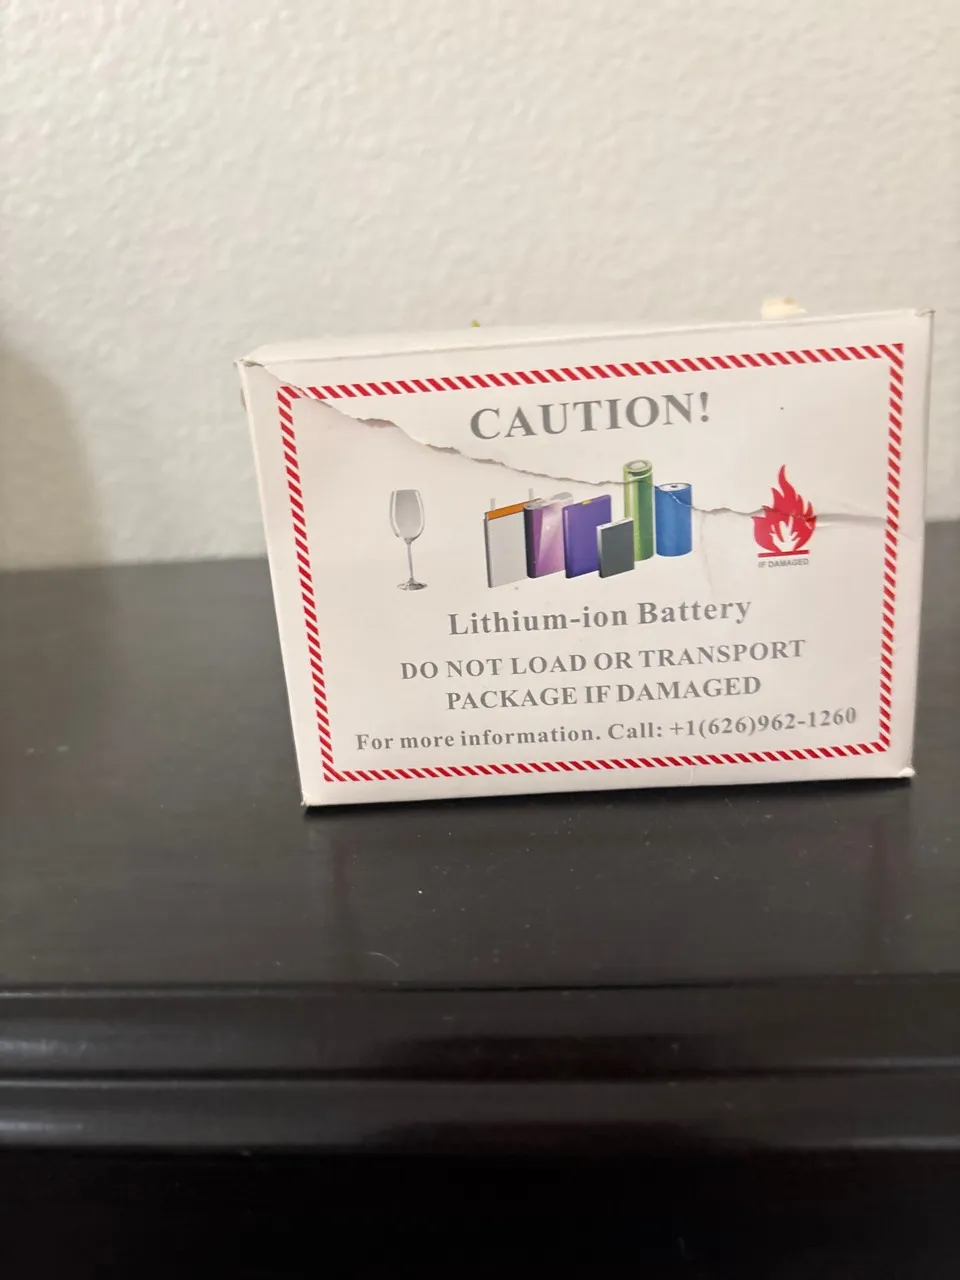 CAUTION!
IF DAMAGED
Lithium-ion Battery
DO NOT LOAD OR TRANSPORT
PACKAGE IF DAMAGED
For more information. Call: +1(626)962-1260